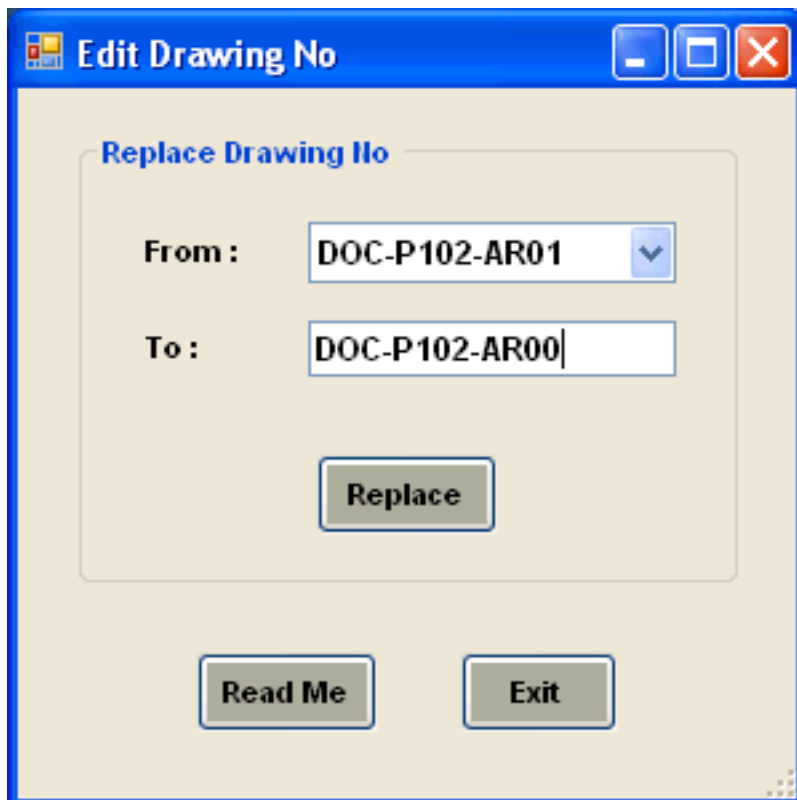 Edit Drawing No
Replace Drawing No
From : DOC-P102-AR01
To : DOC-P102-AR00
Replace
Read Me Exit